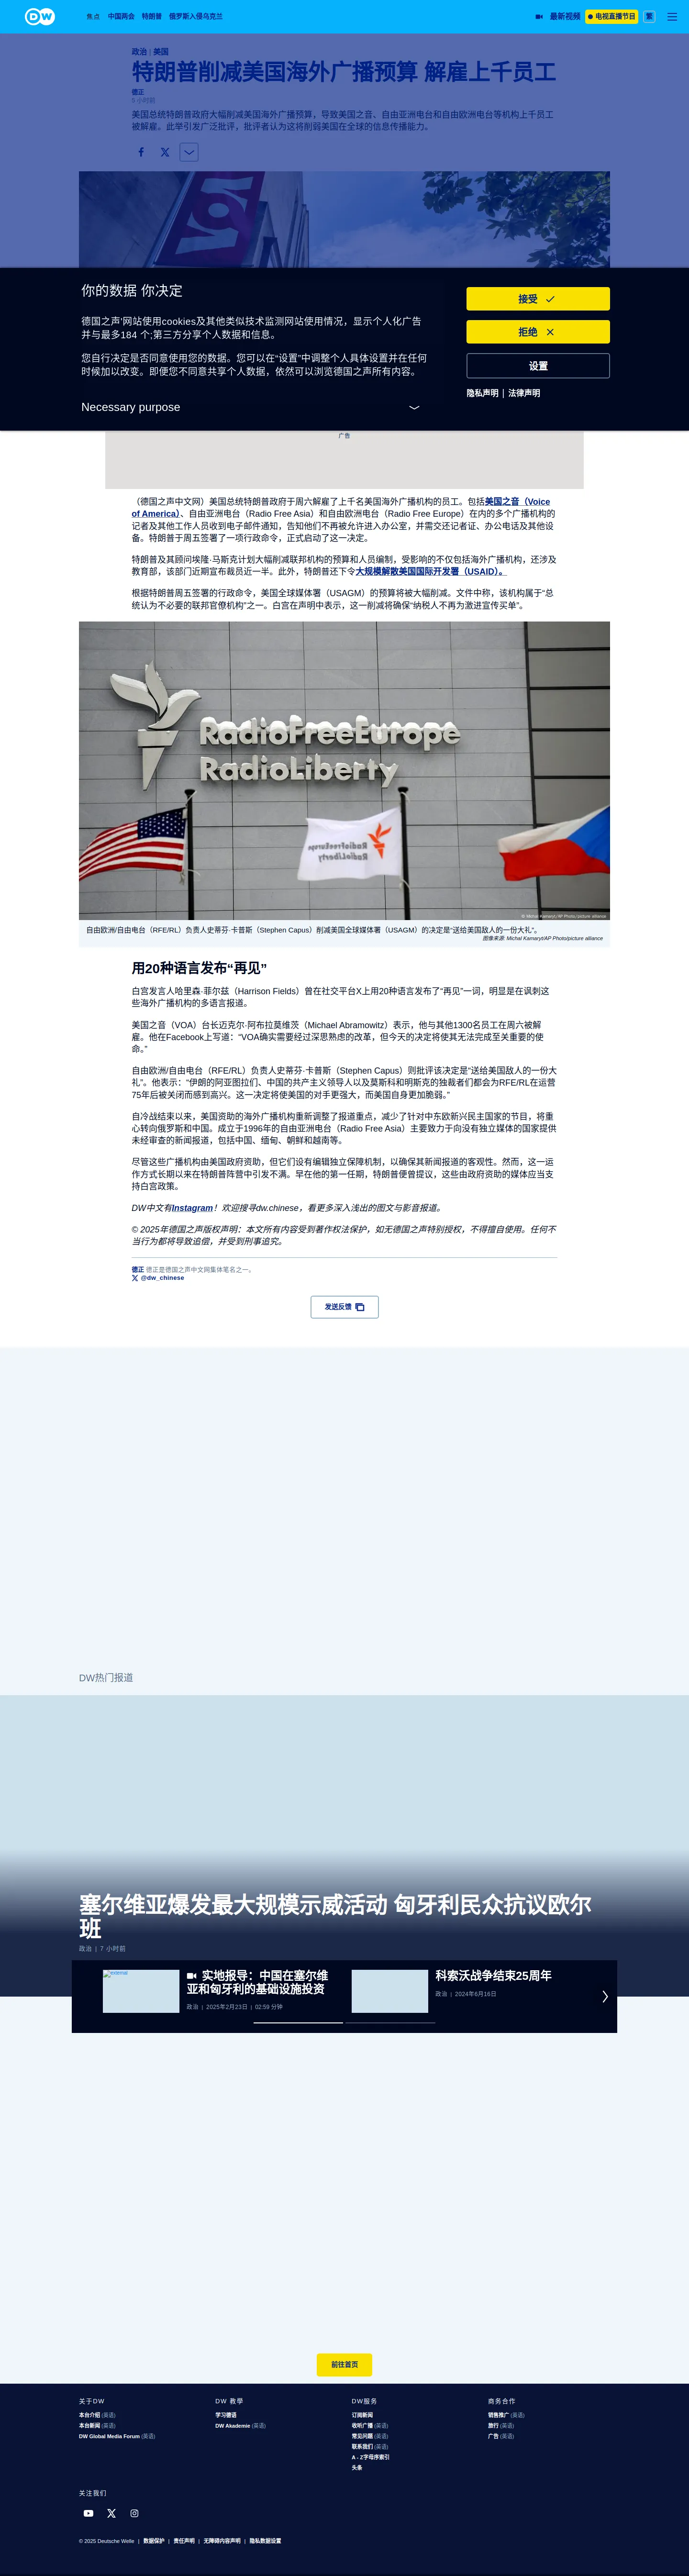 DW
焦点 中国两会 特朗普 俄罗斯入侵乌克兰
最新视频 电视直播节目 繁
政治 | 美国
特朗普削减美国海外广播预算 解雇上千员工
德正
5 小时前
美国总统特朗普政府大幅削减美国海外广播预算，导致美国之音、自由亚洲电台和自由欧洲电台等机构上千员工
被解雇。此举引发广泛批评，批评者认为这将削弱美国在全球的信息传播能力。
你的数据 你决定
德国之声'网站使用cookies及其他类似技术监测网站使用情况，显示个人化广告
并与最多184 个;第三方分享个人数据和信息。
您自行决定是否同意使用您的数据。您可以在"设置"中调整个人具体设置并在任何
时候加以改变。即便您不同意共享个人数据，依然可以浏览德国之声所有内容。
Necessary purpose
接受
拒绝
设置
隐私声明 | 法律声明
广告
（德国之声中文网）美国总统特朗普政府于周六解雇了上千名美国海外广播机构的员工。包括美国之音（Voice
of America）、自由亚洲电台（Radio Free Asia）和自由欧洲电台（Radio Free Europe）在内的多个广播机构的
记者及其他工作人员收到电子邮件通知，告知他们不再被允许进入办公室，并需交还记者证、办公电话及其他设
备。特朗普于周五签署了一项行政命令，正式启动了这一决定。
特朗普及其顾问埃隆·马斯克计划大幅削减联邦机构的预算和人员编制，受影响的不仅包括海外广播机构，还涉及
教育部，该部门近期宣布裁员近一半。此外，特朗普还下令大规模解散美国国际开发署（USAID）。
根据特朗普周五签署的行政命令，美国全球媒体署（USAGM）的预算将被大幅削减。文件中称，该机构属于“总
统认为不必要的联邦官僚机构”之一。白宫在声明中表示，这一削减将确保“纳税人不再为激进宣传买单”。
RadioFreeEurope
RadioLiberty
RadioFreeEurope
RadioLiberty
© Michal Kamaryt/AP Photo/picture alliance
自由欧洲/自由电台（RFE/RL）负责人史蒂芬·卡普斯（Stephen Capus）削减美国全球媒体署（USAGM）的决定是“送给美国敌人的一份大礼”。
图像来源: Michal Kamaryt/AP Photo/picture alliance
用20种语言发布“再见”
白宫发言人哈里森·菲尔兹（Harrison Fields）曾在社交平台X上用20种语言发布了“再见”一词，明显是在讽刺这
些海外广播机构的多语言报道。
美国之音（VOA）台长迈克尔·阿布拉莫维茨（Michael Abramowitz）表示，他与其他1300名员工在周六被解
雇。他在Facebook上写道：“VOA确实需要经过深思熟虑的改革，但今天的决定将使其无法完成至关重要的使
命。”
自由欧洲/自由电台（RFE/RL）负责人史蒂芬·卡普斯（Stephen Capus）则批评该决定是“送给美国敌人的一份大
礼”。他表示：“伊朗的阿亚图拉们、中国的共产主义领导人以及莫斯科和明斯克的独裁者们都会为RFE/RL在运营
75年后被关闭而感到高兴。这一决定将使美国的对手更强大，而美国自身更加脆弱。”
自冷战结束以来，美国资助的海外广播机构重新调整了报道重点，减少了针对中东欧新兴民主国家的节目，将重
心转向俄罗斯和中国。成立于1996年的自由亚洲电台（Radio Free Asia）主要致力于向没有独立媒体的国家提供
未经审查的新闻报道，包括中国、缅甸、朝鲜和越南等。
尽管这些广播机构由美国政府资助，但它们设有编辑独立保障机制，以确保其新闻报道的客观性。然而，这一运
作方式长期以来在特朗普阵营中引发不满。早在他的第一任期，特朗普便曾提议，这些由政府资助的媒体应当支
持白宫政策。
DW中文有Instagram！欢迎搜寻dw.chinese，看更多深入浅出的图文与影音报道。
© 2025年德国之声版权声明：本文所有内容受到著作权法保护，如无德国之声特别授权，不得擅自使用。任何不
当行为都将导致追偿，并受到刑事追究。
德正 德正是德国之声中文网集体笔名之一。
@dw_chinese
发送反馈
DW热门报道
塞尔维亚爆发最大规模示威活动 匈牙利民众抗议欧尔
班
政治 | 7 小时前
external
实地报导：中国在塞尔维
亚和匈牙利的基础设施投资
政治 | 2025年2月23日 | 02:59 分钟
科索沃战争结束25周年
政治 | 2024年6月16日
前往首页
关于DW
本台介绍 (英语)
本台新闻 (英语)
DW Global Media Forum (英语)
DW 教學
学习德语
DW Akademie (英语)
DW服务
订阅新闻
收听广播 (英语)
常见问题 (英语)
联系我们 (英语)
A - Z字母序索引
头条
商务合作
销售推广 (英语)
旅行 (英语)
广告 (英语)
关注我们
© 2025 Deutsche Welle | 数据保护 | 责任声明 | 无障碍内容声明 | 隐私数据设置